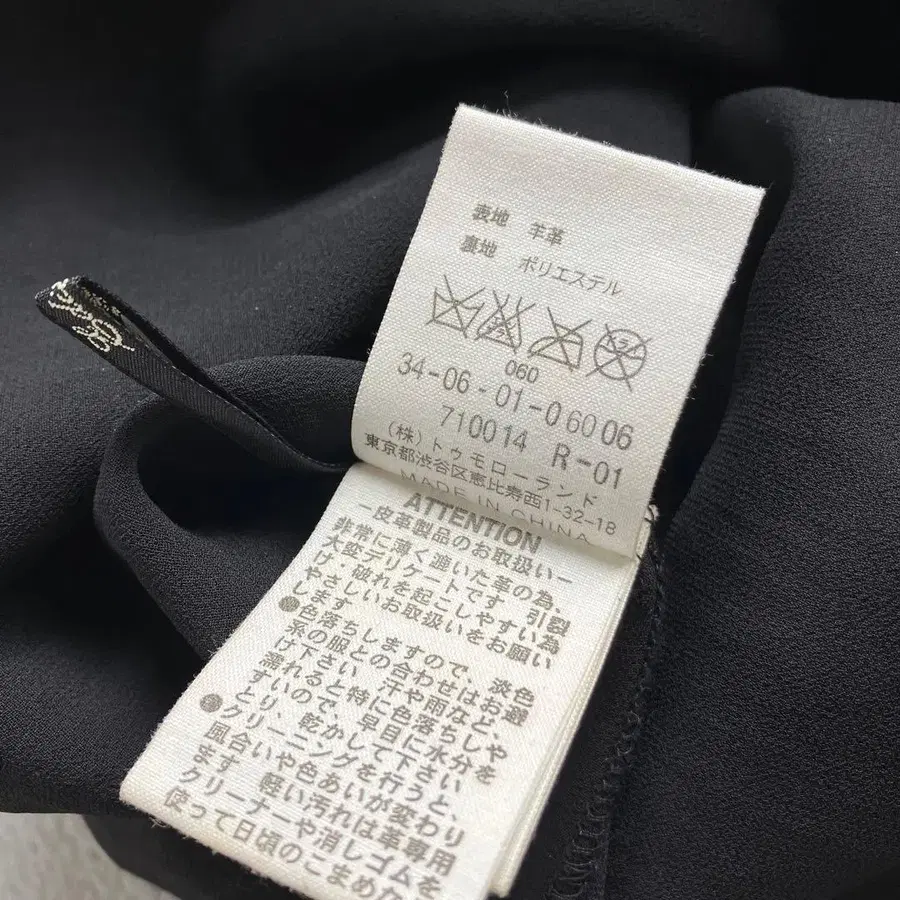 表地 羊革
裏地 ポリエステル
ドライ
060
34-06-01-06006
710014 R-01
(株)トゥモローランド
東京都渋谷区恵比寿西1-32-18
MADE IN CHINA
ATTENTION
ー皮革製品のお取扱いー
非常に薄く漉いた革の為、
大変デリケートです 引裂
け・破れを起こしやすい為
やさしいお取扱いをお願い
します
●色落ちしますので、淡色
系の服との合わせはお避
け下さい 汗や雨など、
濡れると特に色落ちしや
すいので、早目に水分を
とり、乾かして下さい
●クリーニングを行うと、
風合いや色あいが変わり
ます 軽い汚れは革専用
クリーナーや消しゴムを
使って日頃のこまめな